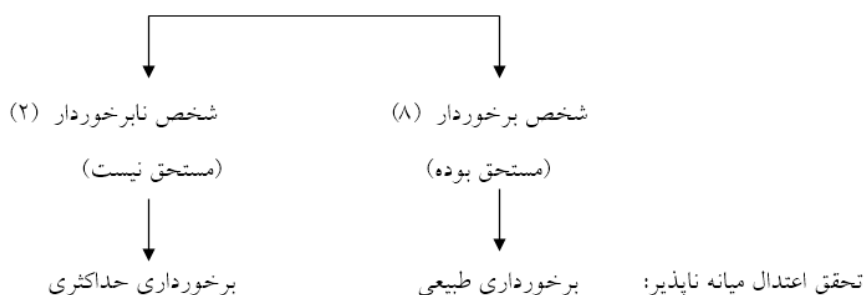 شخص برخوردار (۸) شخص نابرخوردار (۲)
(مستحق بوده) (مستحق نیست)
تحقق اعتدال میانه ناپذیر: برخورداری طبیعی برخورداری حداکثری